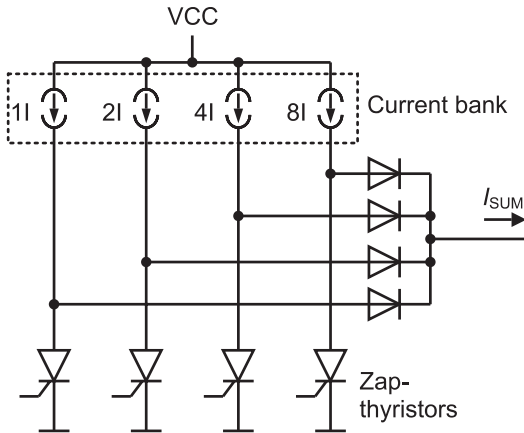 VCC
1I 2I 4I 8I Current bank
I_SUM
Zap-
thyristors